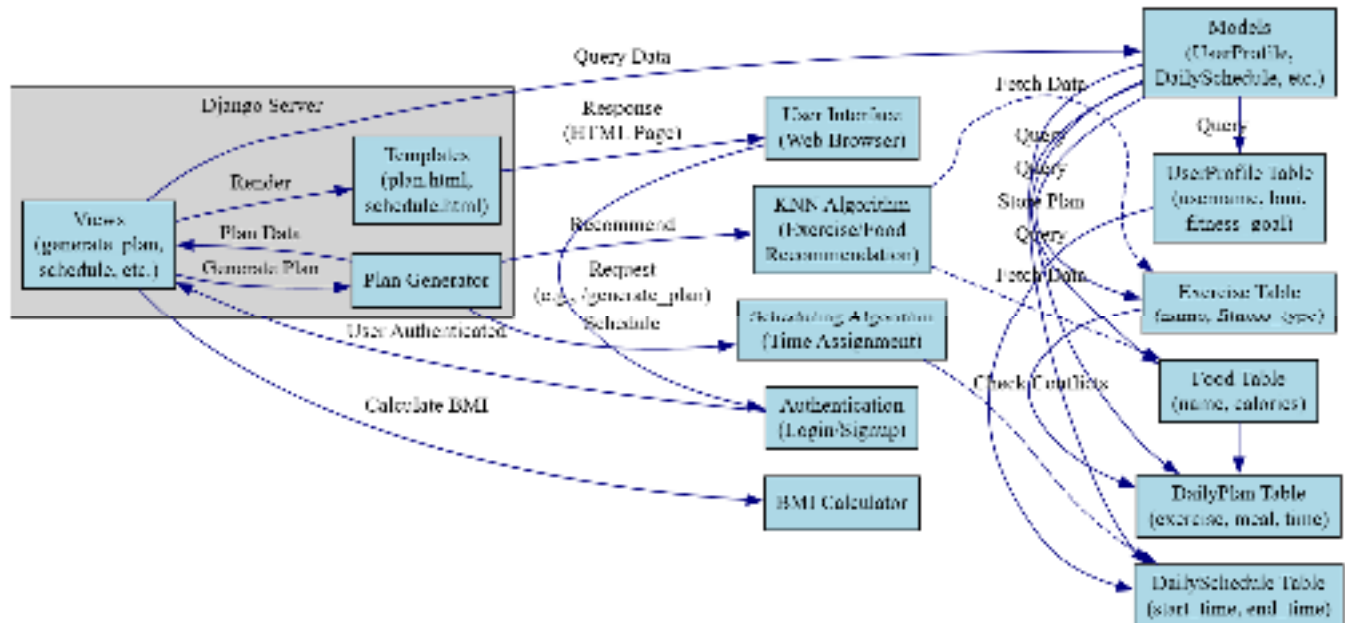 Django Server
Views
(generate_plan,
schedule, etc.)
Templates
(plan.html,
schedule.html)
Plan Generator
Render
Plan Data
Generate Plan
Query Data
Response
(HTML Page)
Recommend
Request
(e.g., /generate_plan)
Schedule
User Authenticated
Calculate BMI
User Interface
(Web Browser)
KNN Algorithm
(Exercise/Food
Recommendation)
Scheduling Algorithm
(Time Assignment)
Authentication
(Login/Signup)
BMI Calculator
Fetch Data
Query
Query
Store Plan
Query
Fetch Data
Check Conflicts
Models
(UserProfile,
DailySchedule, etc.)
Query
UserProfile Table
(username, bmi,
fitness_goal)
Exercise Table
(name, fitness_type)
Food Table
(name, calories)
DailyPlan Table
(exercise, meal, time)
DailySchedule Table
(start_time, end_time)